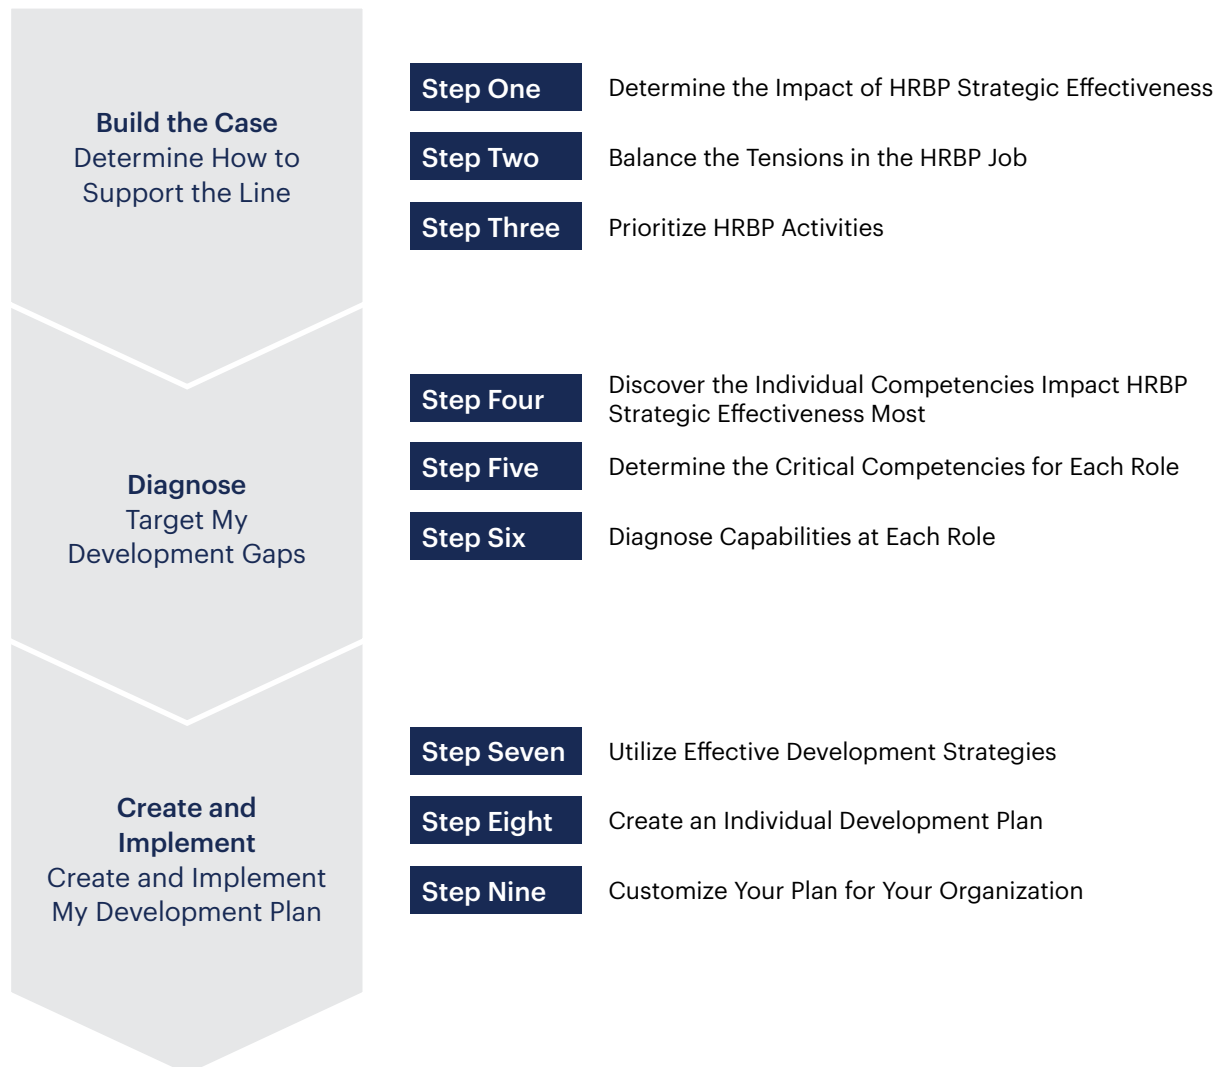 Build the Case
Determine How to
Support the Line
Step One
Determine the Impact of HRBP Strategic Effectiveness
Step Two
Balance the Tensions in the HRBP Job
Step Three
Prioritize HRBP Activities
Diagnose
Target My
Development Gaps
Step Four
Discover the Individual Competencies Impact HRBP
Strategic Effectiveness Most
Step Five
Determine the Critical Competencies for Each Role
Step Six
Diagnose Capabilities at Each Role
Create and
Implement
Create and Implement
My Development Plan
Step Seven
Utilize Effective Development Strategies
Step Eight
Create an Individual Development Plan
Step Nine
Customize Your Plan for Your Organization